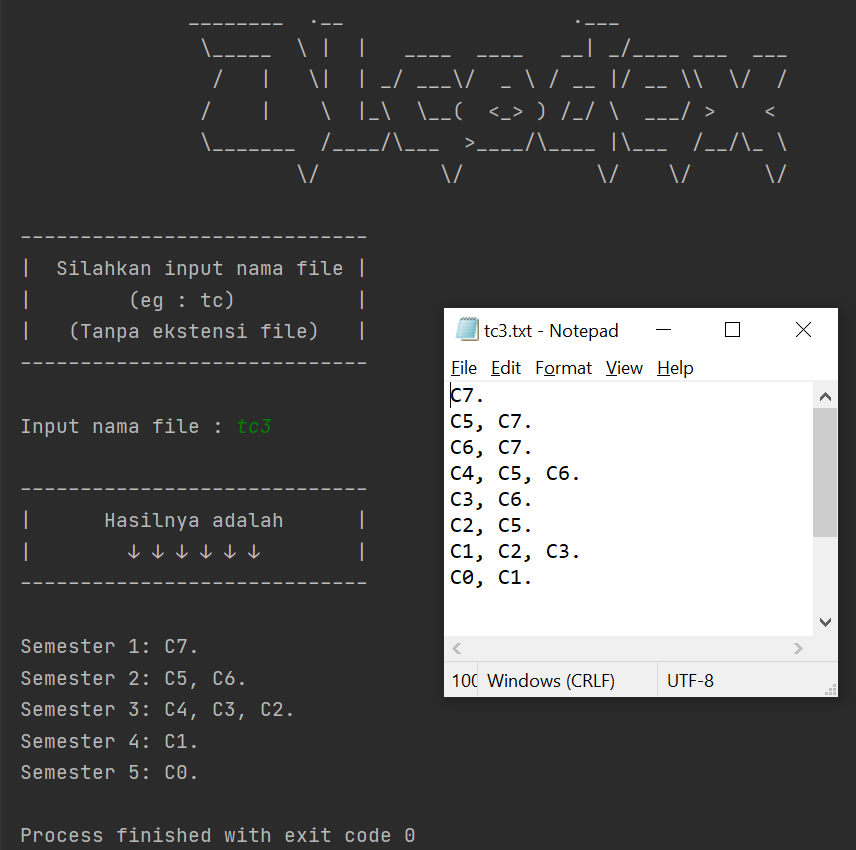 ________  .__                   .___
 \_____  \ |  |   ____  ____   __| _/____ ___  ___
  /   |   \|  | _/ ___\/  _ \ / __ |/ __ \\  \/  /
 /    |    \  |_\  \__(  <_> ) /_/ \  ___/ >    <
 \_______  /____/\___  >____/\____ |\___  /__/\_ \
         \/          \/           \/    \/      \/
-----------------------------
|  Silahkan input nama file |
|        (eg : tc)          |
|   (Tanpa ekstensi file)   |
-----------------------------
Input nama file : tc3
-----------------------------
|      Hasilnya adalah      |
|        ↓ ↓ ↓ ↓ ↓ ↓        |
-----------------------------
Semester 1: C7.
Semester 2: C5, C6.
Semester 3: C4, C3, C2.
Semester 4: C1.
Semester 5: C0.
Process finished with exit code 0
tc3.txt - Notepad
File Edit Format View Help
C7.
C5, C7.
C6, C7.
C4, C5, C6.
C3, C6.
C2, C5.
C1, C2, C3.
C0, C1.
100 Windows (CRLF) UTF-8